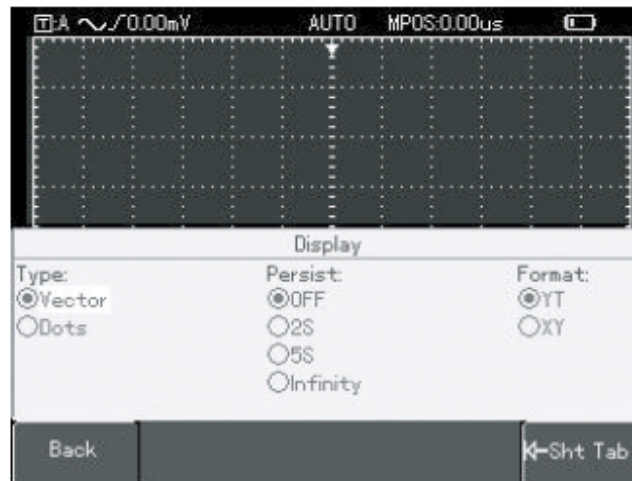 T:A 0.00mV AUTO MPOS:0.00us
Display
Type: Persist: Format:
Vector OFF YT
Dots 2S XY
5S
Infinity
Back Sht Tab